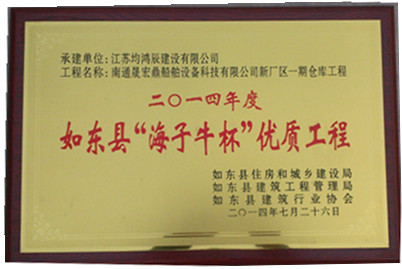 承建单位：江苏均鸿辰建设有限公司
工程名称：南通晟宏鼎船舶设备科技有限公司新厂区一期仓库工程
二〇一四年度
如东县“海子牛杯”优质工程
如东县住房和城乡建设局
如东县建筑工程管理局
如东县建筑行业协会
二〇一四年七月二十六日